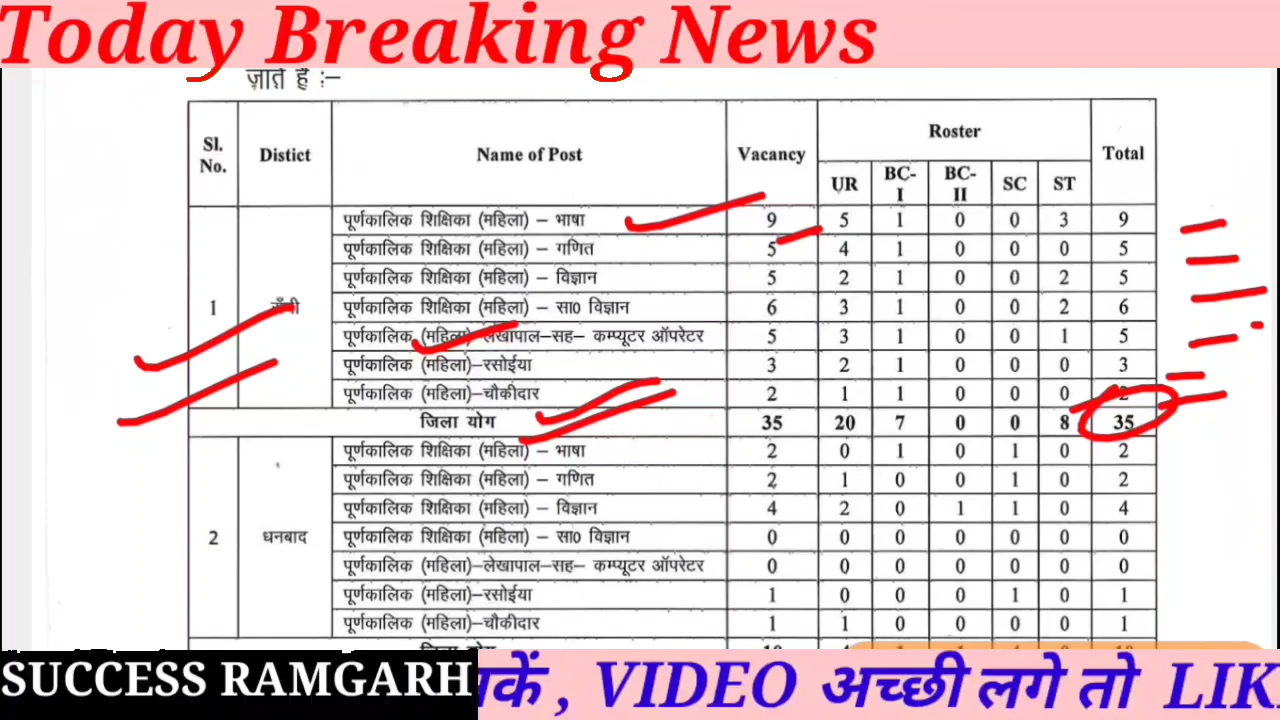 Today Breaking News
जाते है :–
Sl. No. Distict Name of Post Vacancy Roster Total
UR BC-I BC-II SC ST
पूर्णकालिक शिक्षिका (महिला) – भाषा 9 5 1 0 0 3 9
पूर्णकालिक शिक्षिका (महिला) – गणित 5 4 1 0 0 0 5
पूर्णकालिक शिक्षिका (महिला) – विज्ञान 5 2 1 0 0 2 5
1 पूर्णकालिक शिक्षिका (महिला) – सा0 विज्ञान 6 3 1 0 0 2 6
पूर्णकालिक (महिला)–लेखापाल–सह– कम्प्यूटर ऑपरेटर 5 3 1 0 0 1 5
पूर्णकालिक (महिला)–रसोईया 3 2 1 0 0 0 3
पूर्णकालिक (महिला)–चौकीदार 2 1 1 0 0 0 2
जिला योग 35 20 7 0 0 8 35
पूर्णकालिक शिक्षिका (महिला) – भाषा 2 0 1 0 1 0 2
पूर्णकालिक शिक्षिका (महिला) – गणित 2 1 0 0 1 0 2
पूर्णकालिक शिक्षिका (महिला) – विज्ञान 4 2 0 1 1 0 4
2 धनबाद पूर्णकालिक शिक्षिका (महिला) – सा0 विज्ञान 0 0 0 0 0 0 0
पूर्णकालिक (महिला)–लेखापाल–सह– कम्प्यूटर ऑपरेटर 0 0 0 0 0 0 0
पूर्णकालिक (महिला)–रसोईया 1 0 0 0 1 0 1
पूर्णकालिक (महिला)–चौकीदार 1 1 0 0 0 0 1
SUCCESS RAMGARH
, VIDEO अच्छी लगे तो LIK